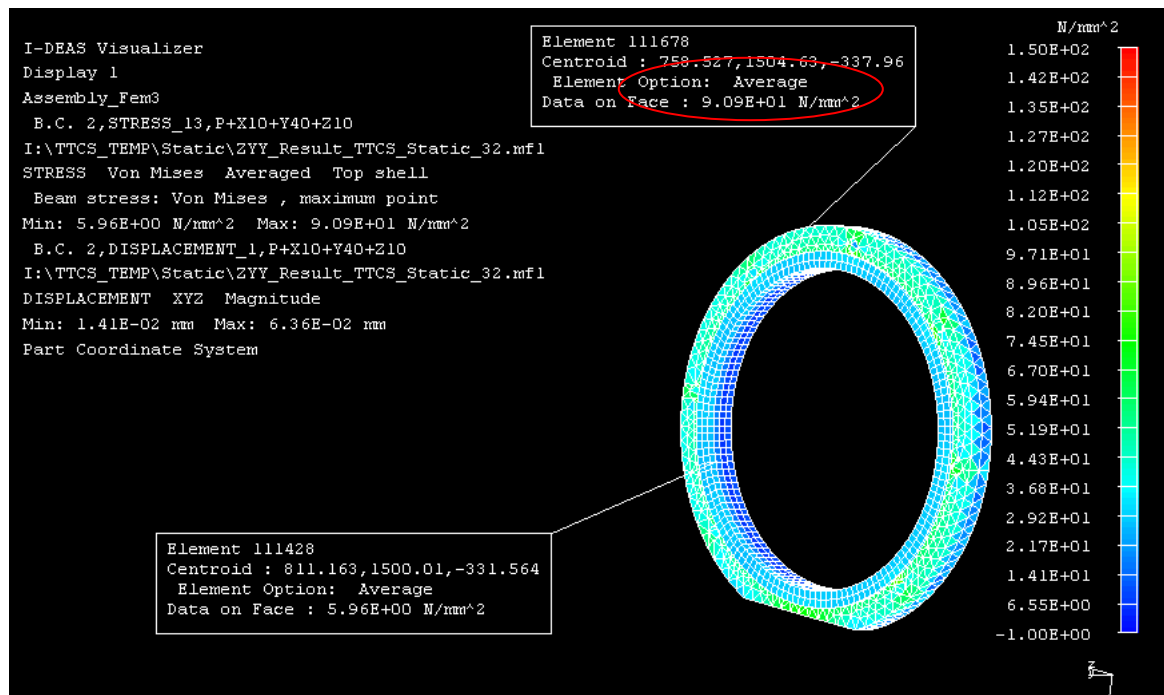 I-DEAS Visualizer
Display 1
Assembly_Fem3
B.C. 2,STRESS_13,P+X10+Y40+Z10
I:\TTCS_TEMP\Static\ZYY_Result_TTCS_Static_32.mf1
STRESS Von Mises Averaged Top shell
Beam stress: Von Mises , maximum point
Min: 5.96E+00 N/mm^2 Max: 9.09E+01 N/mm^2
B.C. 2,DISPLACEMENT_1,P+X10+Y40+Z10
I:\TTCS_TEMP\Static\ZYY_Result_TTCS_Static_32.mf1
DISPLACEMENT XYZ Magnitude
Min: 1.41E-02 mm Max: 6.36E-02 mm
Part Coordinate System
Element 111678
Centroid : 758.527,1504.63,-337.96
Element Option: Average
Data on Face : 9.09E+01 N/mm^2
Element 111428
Centroid : 811.163,1500.01,-331.564
Element Option: Average
Data on Face : 5.96E+00 N/mm^2
N/mm^2
1.50E+02
1.42E+02
1.35E+02
1.27E+02
1.20E+02
1.12E+02
1.05E+02
9.71E+01
8.96E+01
8.20E+01
7.45E+01
6.70E+01
5.94E+01
5.19E+01
4.43E+01
3.68E+01
2.92E+01
2.17E+01
1.41E+01
6.55E+00
-1.00E+00
Z